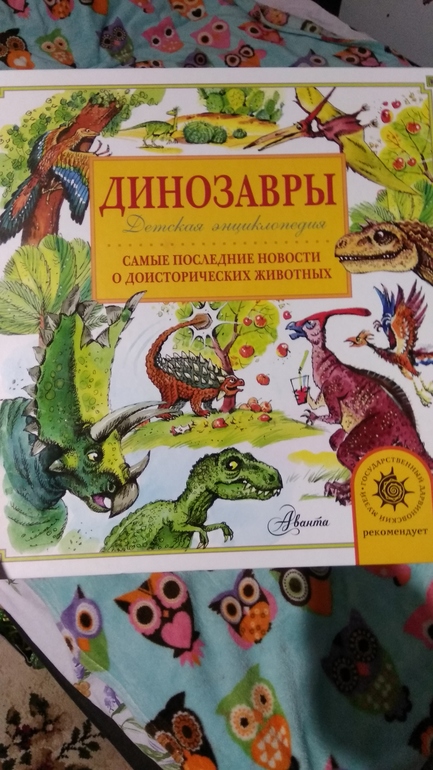 ДИНОЗАВРЫ
Детская энциклопедия
САМЫЕ ПОСЛЕДНИЕ НОВОСТИ
О ДОИСТОРИЧЕСКИХ ЖИВОТНЫХ
Аванта
ГОСУДАРСТВЕННЫЙ ДАРВИНОВСКИЙ МУЗЕЙ
рекомендует